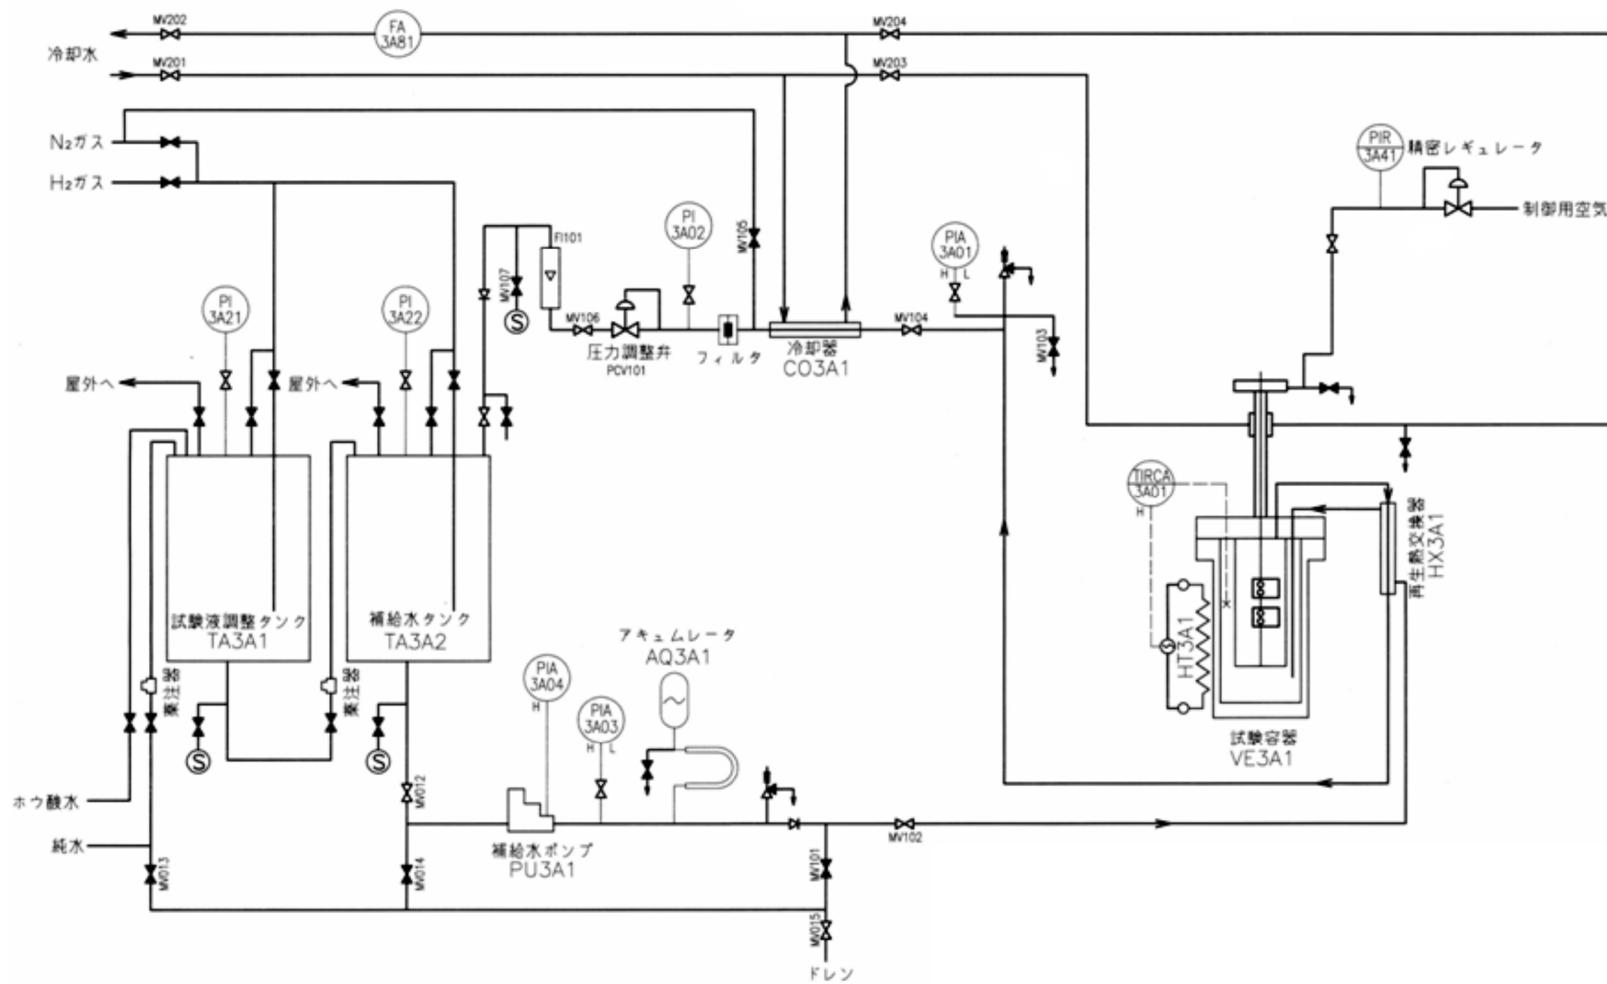 MV202
FA
3A81
MV204
冷却水
MV201
MV203
N₂ガス
H₂ガス
PIR
3A41
精密レギュレータ
制御用空気
PI
3A02
MV105
PIA
3A01
H L
FI101
MV107
S
MV106
圧力調整弁
PCV101
フィルタ
冷却器
CO3A1
MV104
MV103
PI
3A21
PI
3A22
屋外へ
屋外へ
TIRCA
3A01
H
再生熱交換器
HX3A1
試験液調整タンク
TA3A1
補給水タンク
TA3A2
HT3A1
アキュムレータ
AQ3A1
薬注器
薬注器
PIA
3A04
H
PIA
3A03
H L
試験容器
VE3A1
S
S
ホウ酸水
MV012
純水
MV013
MV014
補給水ポンプ
PU3A1
MV101
MV102
MV015
ドレン